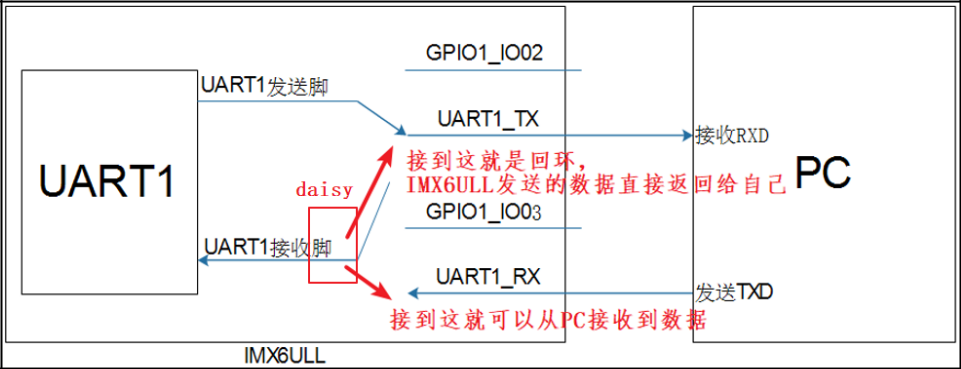 GPIO1_IO02
UART1发送脚
UART1_TX
接收RXD
接到这就是回环，
IMX6ULL发送的数据直接返回给自己
UART1
PC
daisy
GPIO1_IO03
UART1接收脚
UART1_RX
发送TXD
接到这就可以从PC接收到数据
IMX6ULL